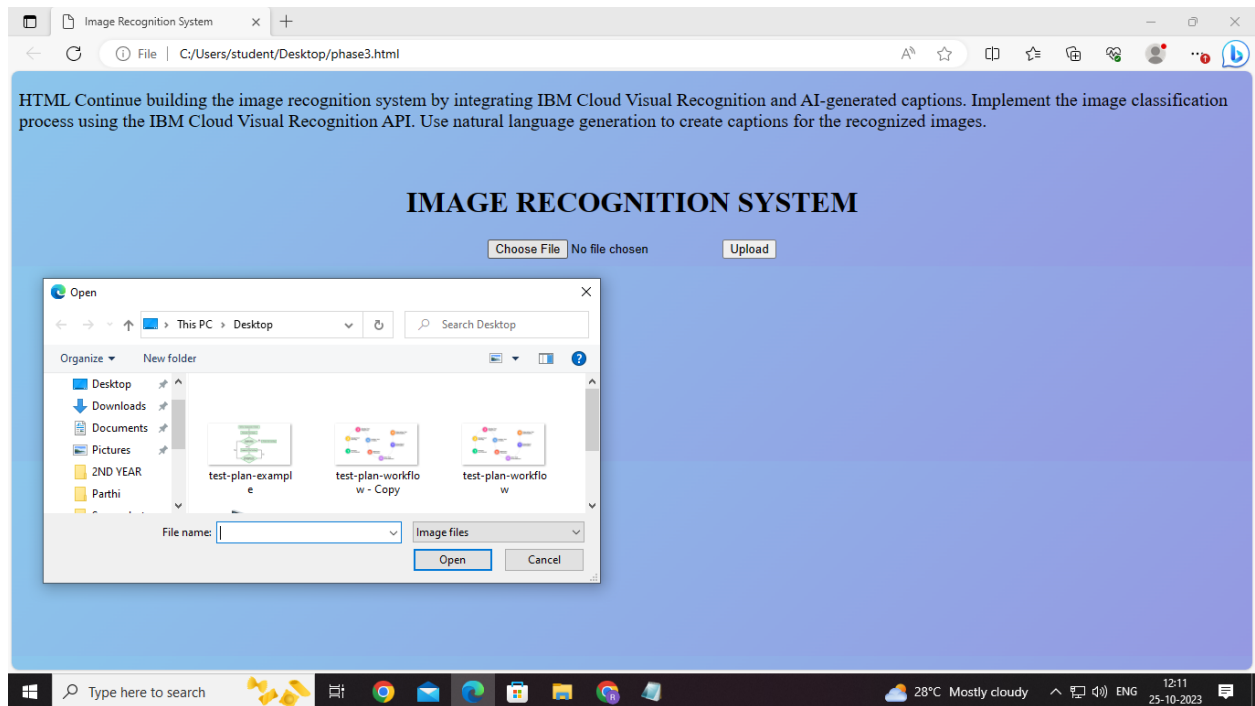 Image Recognition System
File | C:/Users/student/Desktop/phase3.html
HTML Continue building the image recognition system by integrating IBM Cloud Visual Recognition and AI-generated captions. Implement the image classification
process using the IBM Cloud Visual Recognition API. Use natural language generation to create captions for the recognized images.
IMAGE RECOGNITION SYSTEM
Choose File No file chosen Upload
Open
This PC > Desktop Search Desktop
Organize New folder
Desktop
Downloads
Documents
Pictures
2ND YEAR
Parthi
test-plan-exampl
e
test-plan-workflo
w - Copy
test-plan-workflo
w
File name: Image files
Open Cancel
Type here to search 28°C Mostly cloudy ENG 12:11
25-10-2023